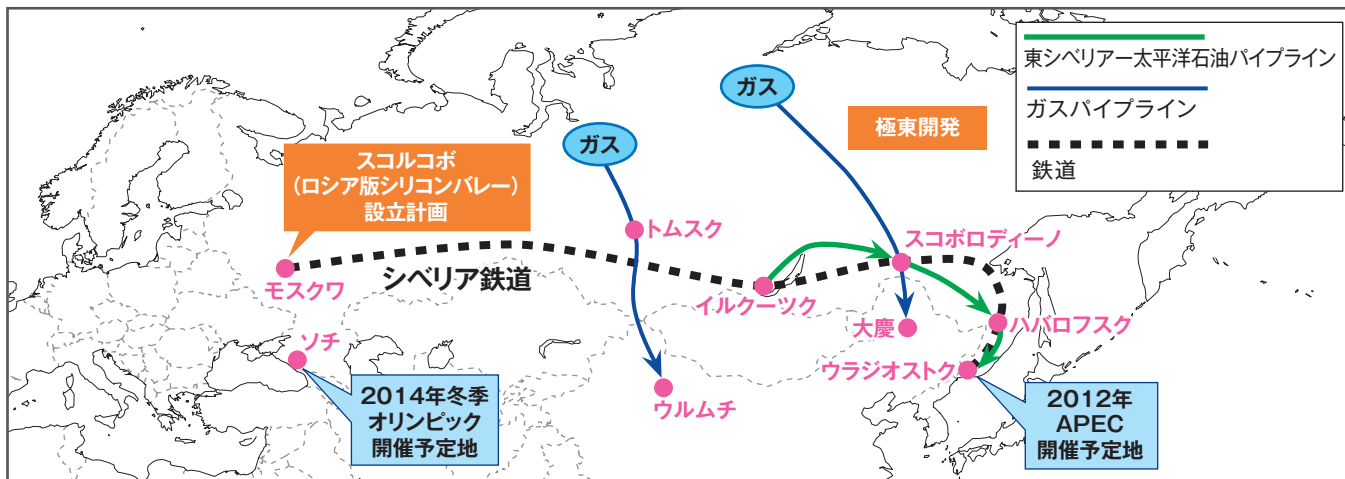 東シベリアー太平洋石油パイプライン
ガスパイプライン
鉄道
ガス
ガス
極東開発
スコルコボ
（ロシア版シリコンバレー）
設立計画
トムスク
スコボロディーノ
モスクワ
シベリア鉄道
イルクーツク
大慶
ハバロフスク
ソチ
ウラジオストク
ウルムチ
2014年冬季
オリンピック
開催予定地
2012年
APEC
開催予定地